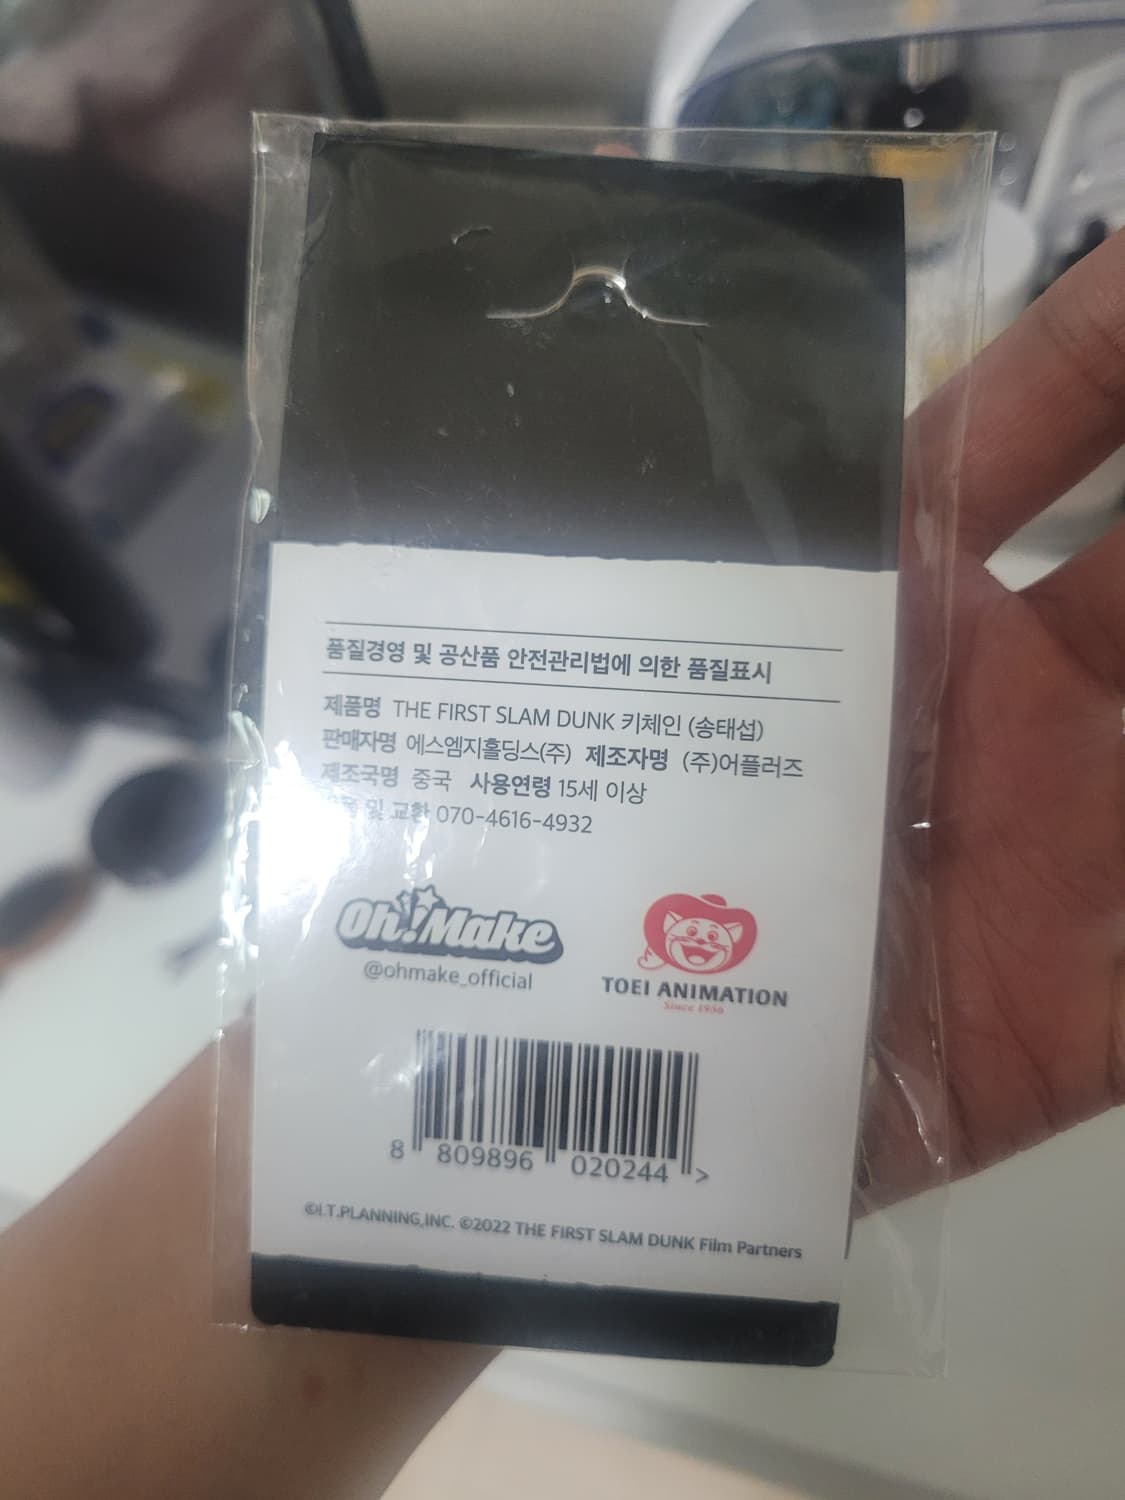 품질경영 및 공산품 안전관리법에 의한 품질표시
제품명 THE FIRST SLAM DUNK 키체인 (송태섭)
판매자명 에스엠지홀딩스(주) 제조자명 (주)어플러즈
제조국명 중국 사용연령 15세 이상
및 교환 070-4616-4932
Oh!Make
@ohmake_official
TOEI ANIMATION
Since 1956
8 809896 020244 >
©I.T.PLANNING,INC. ©2022 THE FIRST SLAM DUNK Film Partners